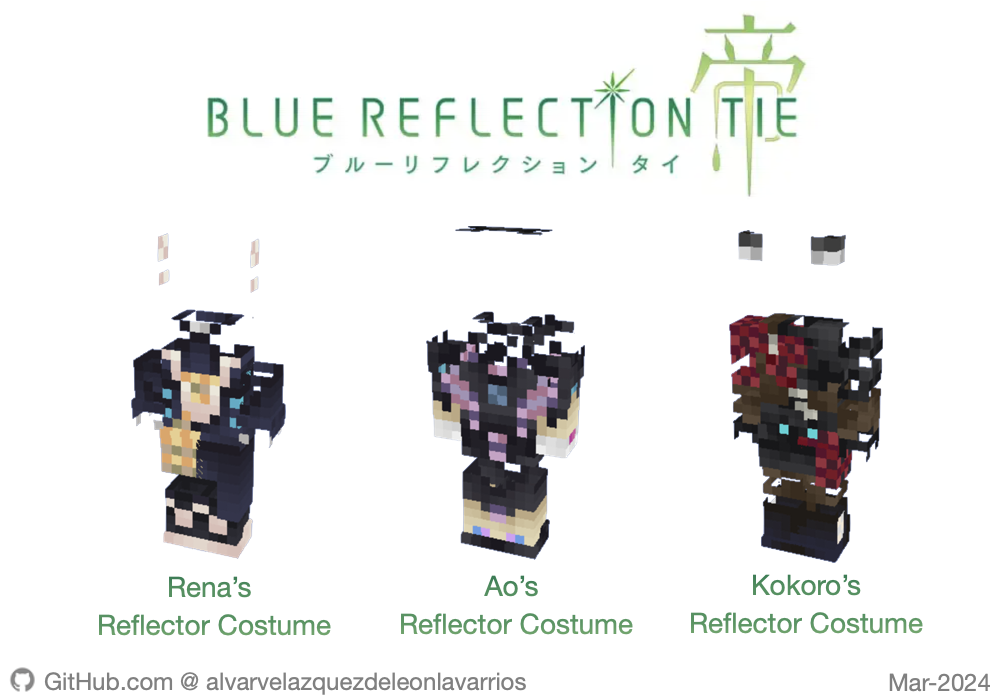 帝
BLUE REFLECTION TIE
ブルーリフレクション タイ
Rena's
Reflector Costume
Ao's
Reflector Costume
Kokoro's
Reflector Costume
GitHub.com @ alvarvelazquezdeleonlavarrios
Mar-2024